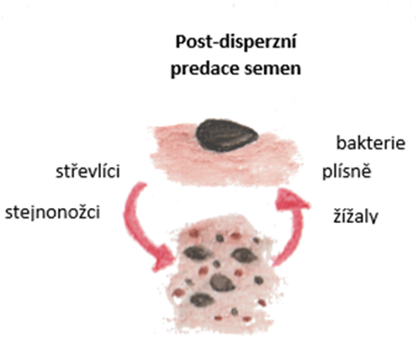 Post-disperzní
predace semen
bakterie
střevlíci
plísně
stejnonožci
žížaly